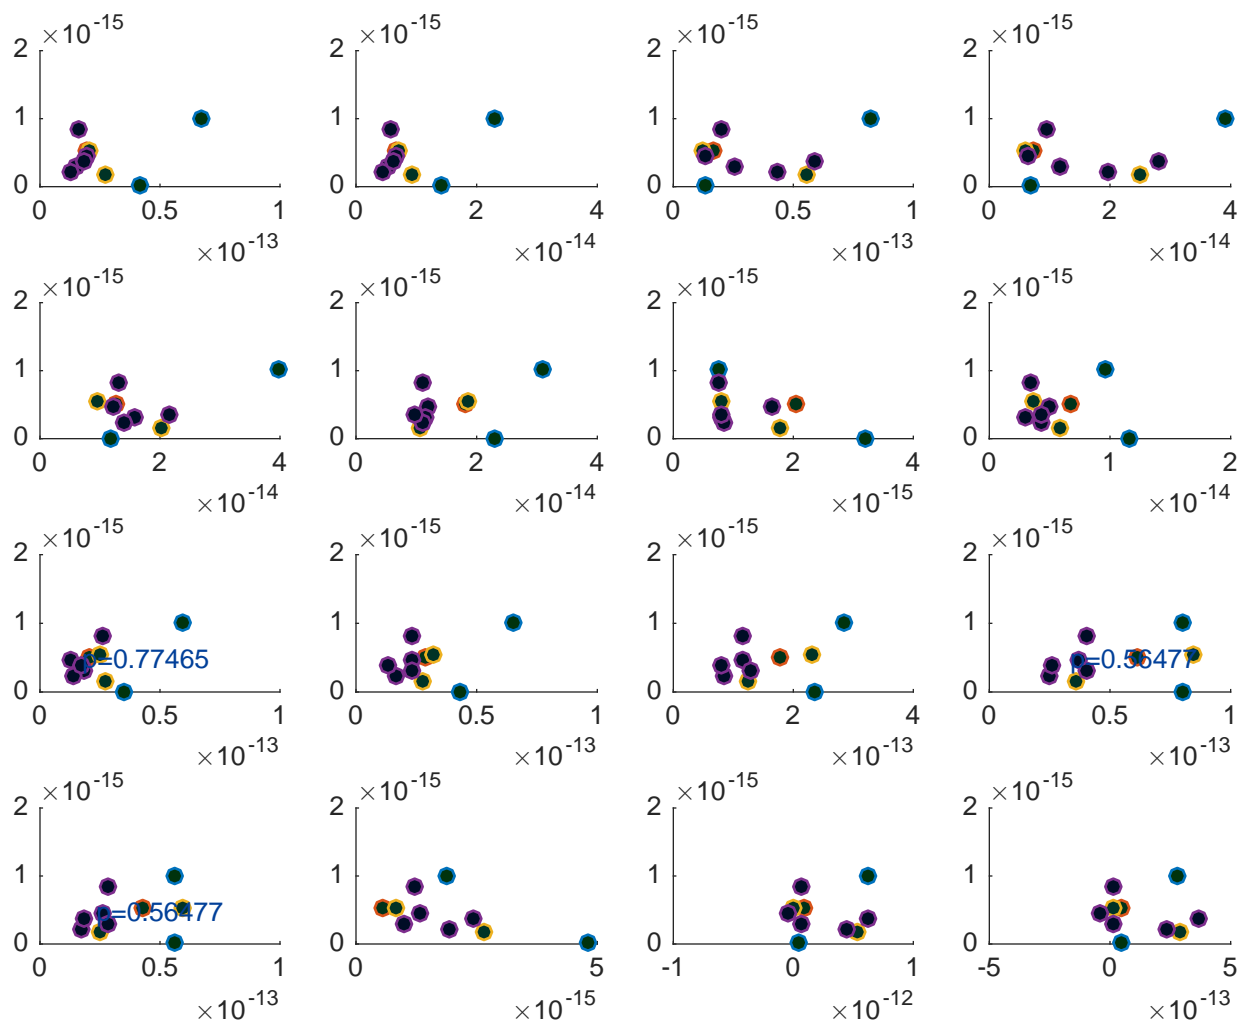 ×10-15 ×10-15 ×10-15 ×10-15
2 2 2 2
1 1 1 1
0 0 0 0
0 0.5 1 0 2 4 0 0.5 1 0 2 4
×10-13 ×10-14 ×10-13 ×10-14
×10-15 ×10-15 ×10-15 ×10-15
2 2 2 2
1 1 1 1
0 0 0 0
0 2 4 0 2 4 0 2 4 0 1 2
×10-14 ×10-14 ×10-15 ×10-14
×10-15 ×10-15 ×10-15 ×10-15
2 2 2 2
1 1 1 1
ρ=0.77465 ρ=0.56477
0 0 0 0
0 0.5 1 0 0.5 1 0 2 4 0 0.5 1
×10-13 ×10-13 ×10-13 ×10-13
×10-15 ×10-15 ×10-15 ×10-15
2 2 2 2
1 1 1 1
ρ=0.56477
0 0 0 0
0 0.5 1 0 5 -1 0 1 -5 0 5
×10-13 ×10-15 ×10-12 ×10-13